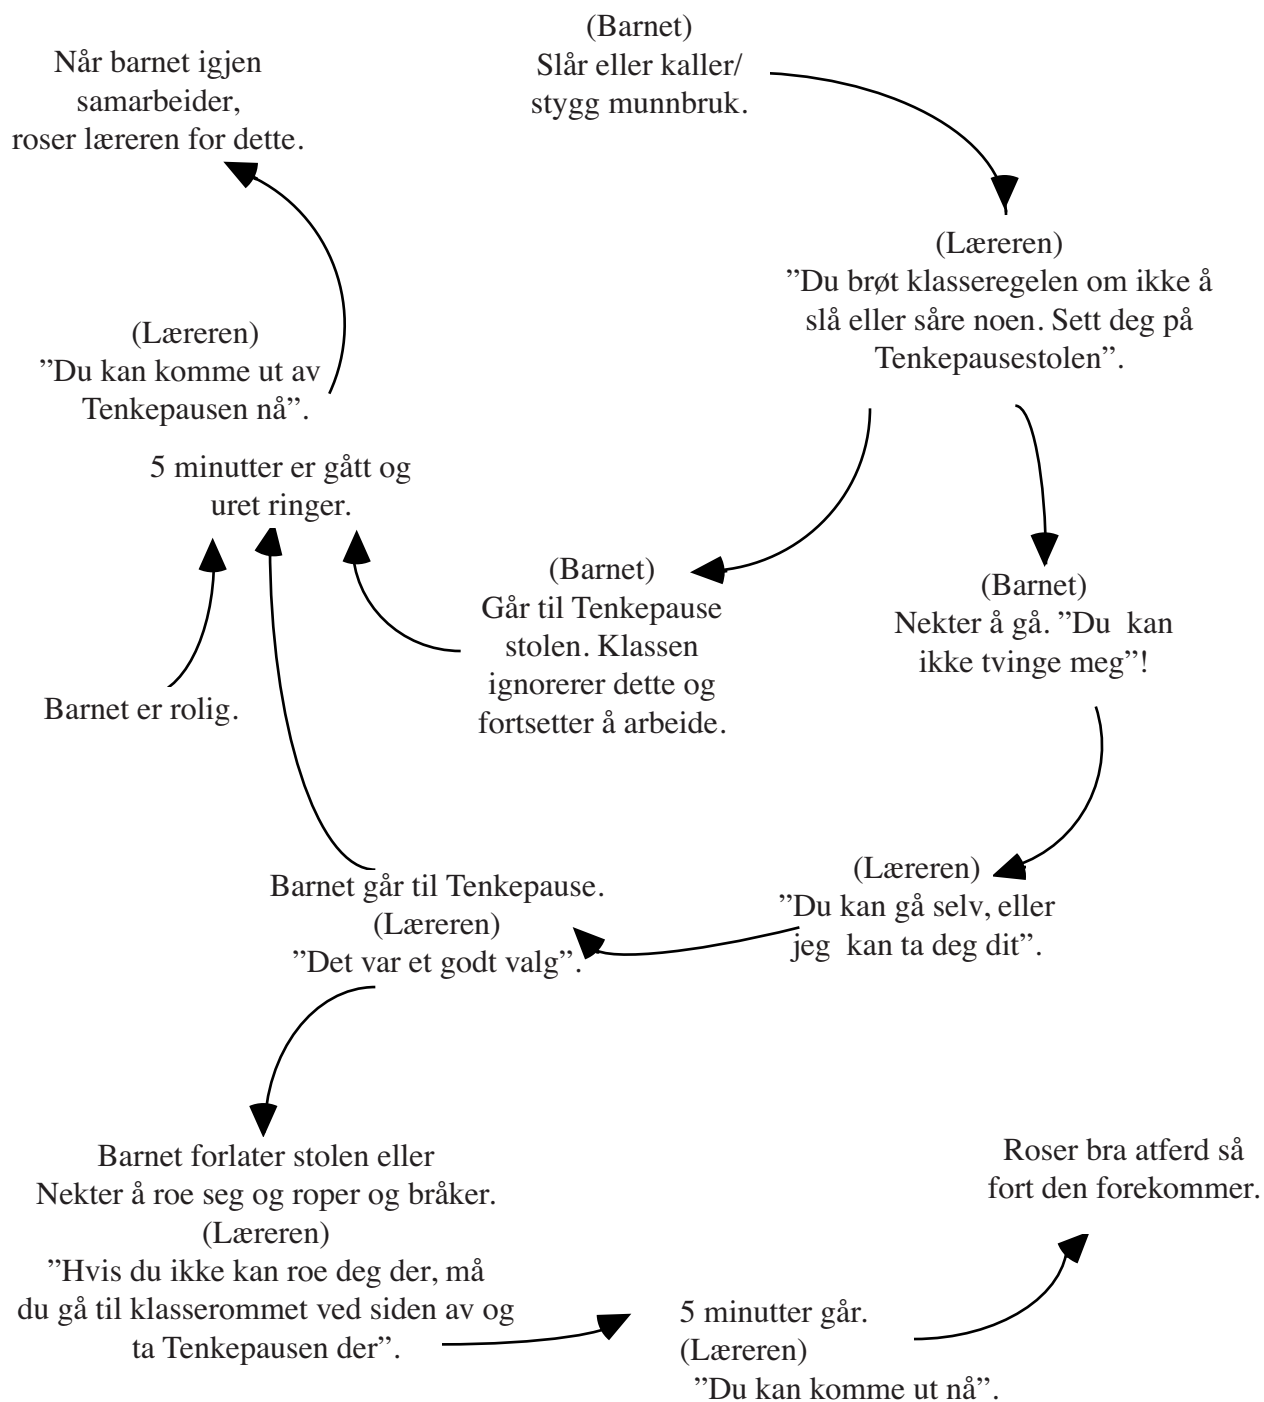 (Barnet)
Slår eller kaller/
stygg munnbruk.
Når barnet igjen
samarbeider,
roser læreren for dette.
(Læreren)
”Du brøt klasseregelen om ikke å
slå eller såre noen. Sett deg på
Tenkepausestolen”.
(Læreren)
”Du kan komme ut av
Tenkepausen nå”.
5 minutter er gått og
uret ringer.
(Barnet)
Går til Tenkepause
stolen. Klassen
ignorerer dette og
fortsetter å arbeide.
(Barnet)
Nekter å gå. ”Du  kan
ikke tvinge meg”!
Barnet er rolig.
(Læreren)
”Du kan gå selv, eller
jeg  kan ta deg dit”.
Barnet går til Tenkepause.
(Læreren)
”Det var et godt valg”.
Barnet forlater stolen eller
Nekter å roe seg og roper og bråker.
(Læreren)
”Hvis du ikke kan roe deg der, må
du gå til klasserommet ved siden av og
ta Tenkepausen der”.
5 minutter går.
(Læreren)
”Du kan komme ut nå”.
Roser bra atferd så
fort den forekommer.